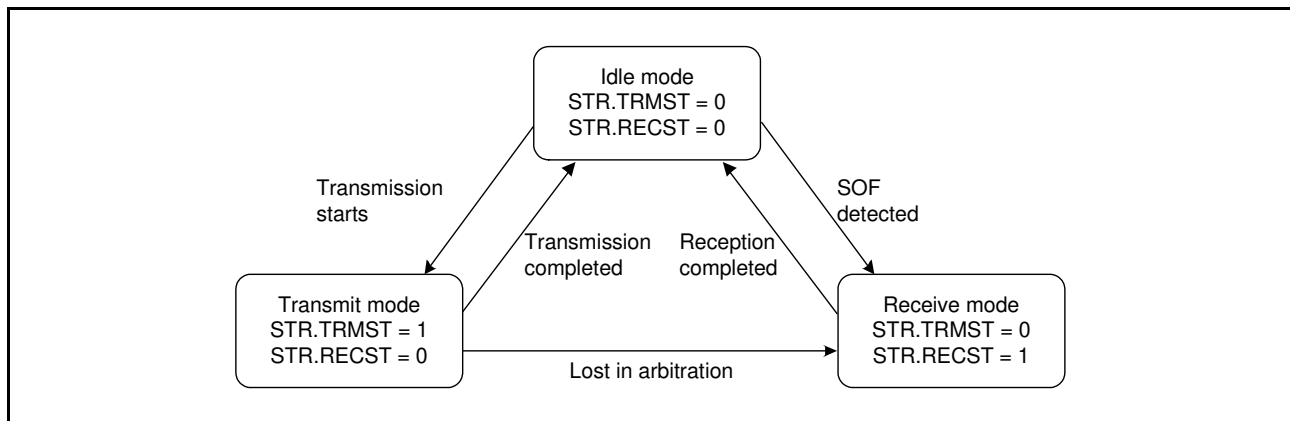 Idle mode
STR.TRMST = 0
STR.RECST = 0
Transmission
starts
SOF
detected
Transmission
completed
Reception
completed
Transmit mode
STR.TRMST = 1
STR.RECST = 0
Receive mode
STR.TRMST = 0
STR.RECST = 1
Lost in arbitration